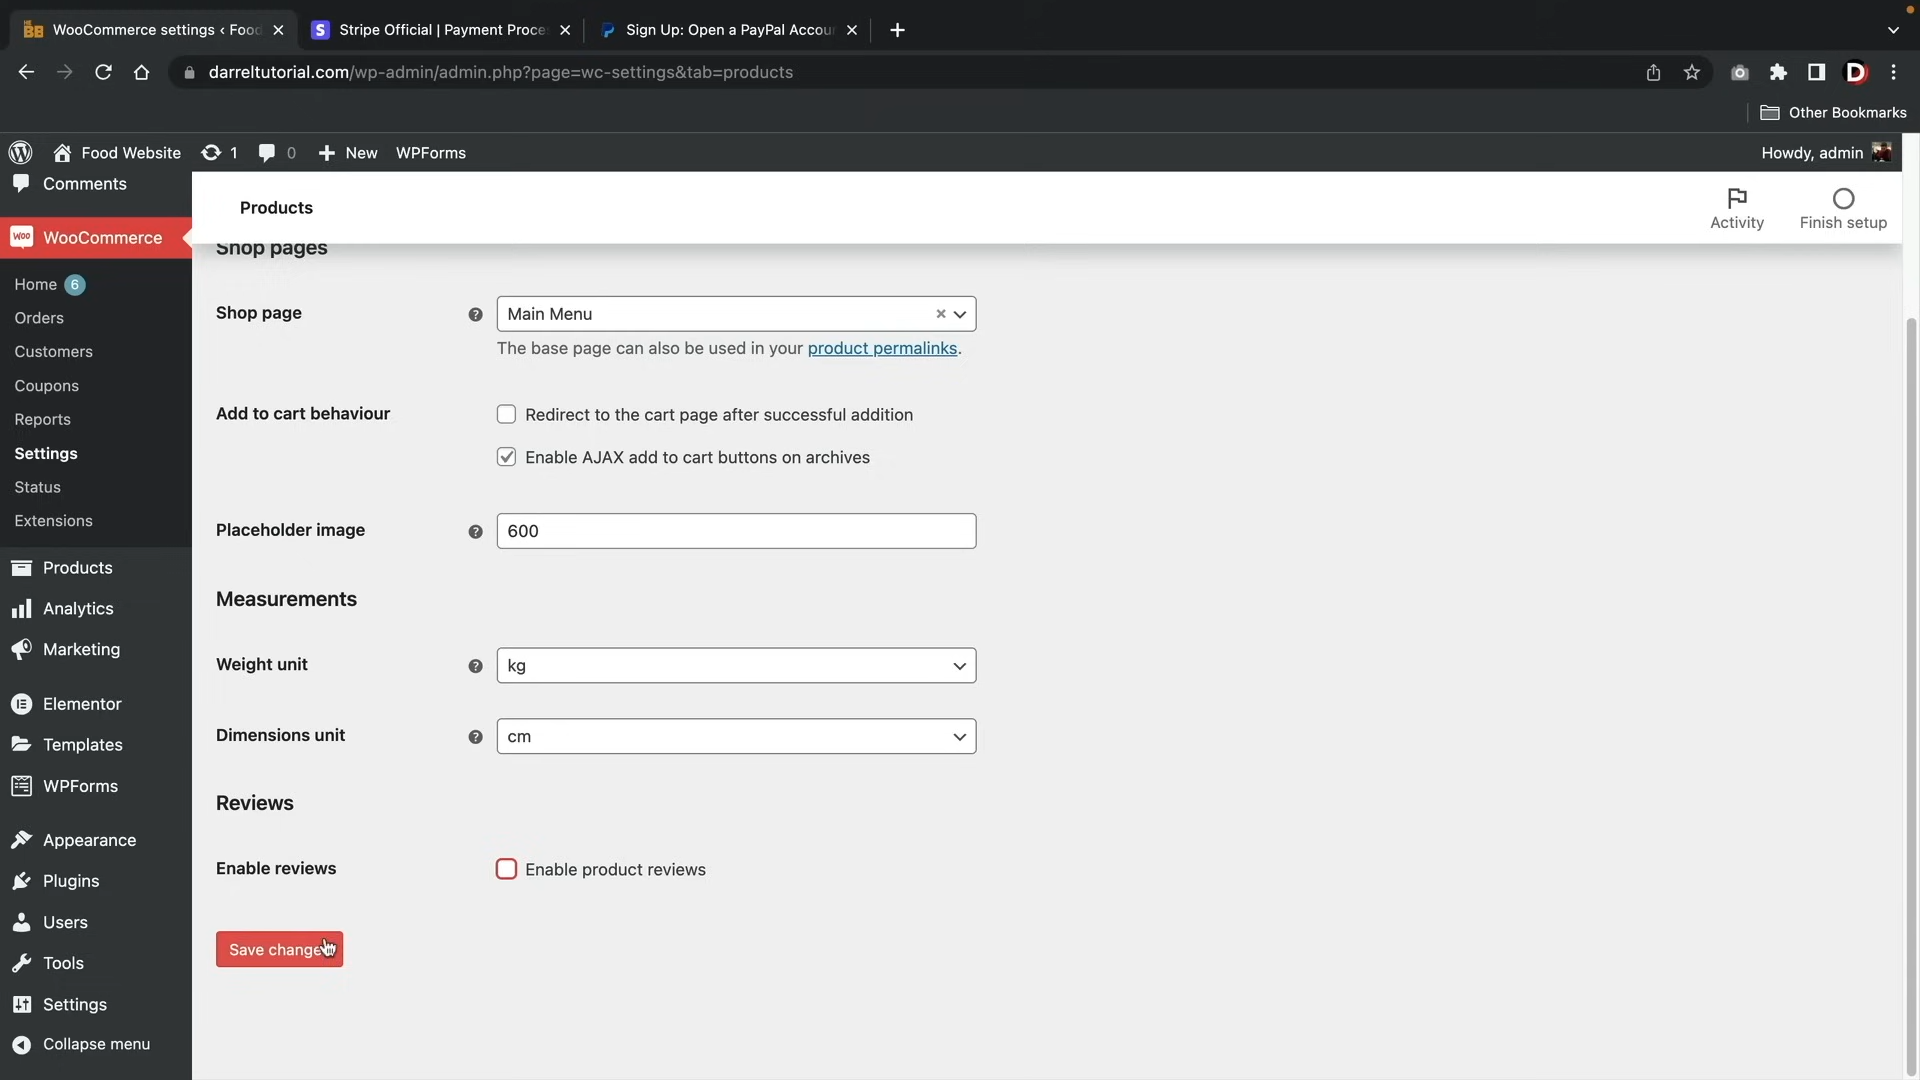 WooCommerce settings ‹ Food
Stripe Official | Payment Proce
Sign Up: Open a PayPal Accou
darreltutorial.com/wp-admin/admin.php?page=wc-settings&tab=products
Other Bookmarks
Food Website 1 0 New WPForms Howdy, admin
Comments
WooCommerce
Home 6
Orders
Customers
Coupons
Reports
Settings
Status
Extensions
Products
Analytics
Marketing
Elementor
Templates
WPForms
Appearance
Plugins
Users
Tools
Settings
Collapse menu
Products
Activity
Finish setup
Shop pages
Shop page
Main Menu
The base page can also be used in your product permalinks.
Add to cart behaviour
Redirect to the cart page after successful addition
Enable AJAX add to cart buttons on archives
Placeholder image
600
Measurements
Weight unit
kg
Dimensions unit
cm
Reviews
Enable reviews
Enable product reviews
Save change